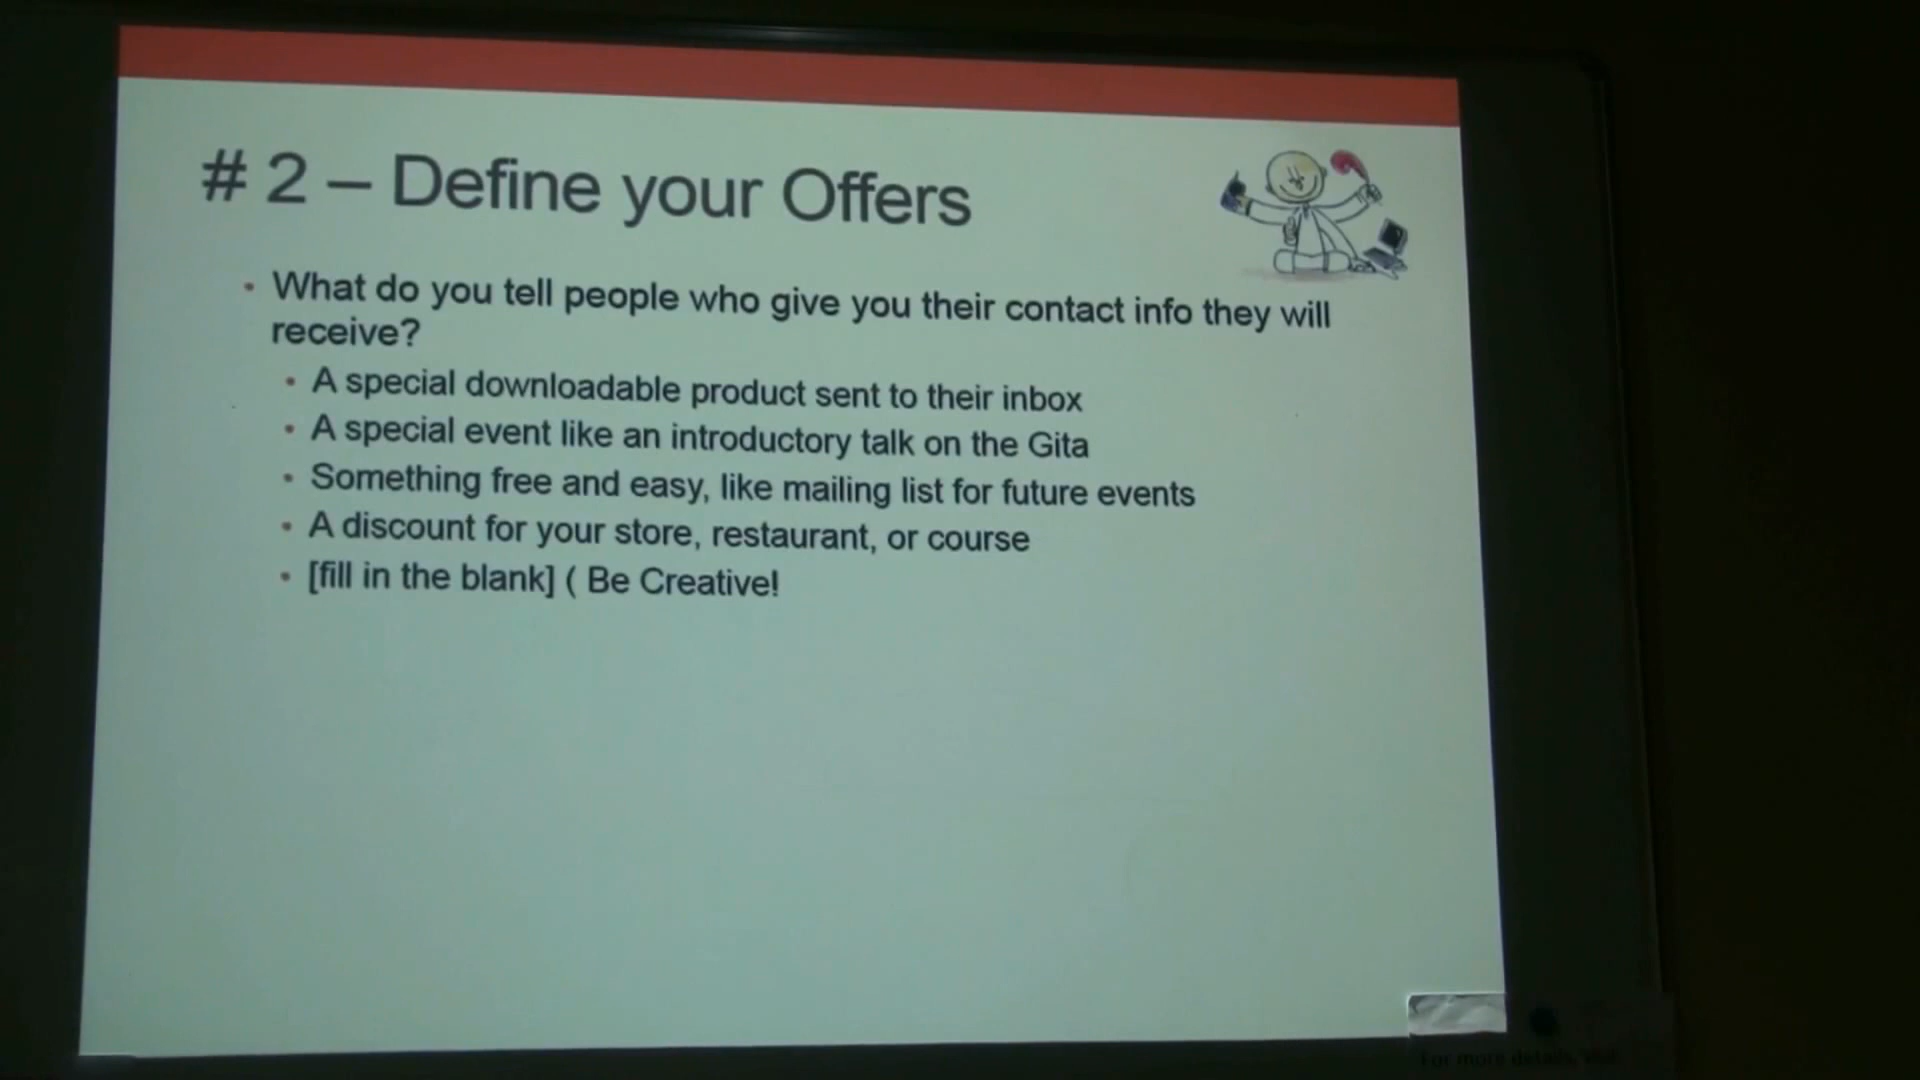 # 2 – Define your Offers
What do you tell people who give you their contact info they will
receive?
A special downloadable product sent to their inbox
A special event like an introductory talk on the Gita
Something free and easy, like mailing list for future events
A discount for your store, restaurant, or course
[fill in the blank] ( Be Creative!
For more details,